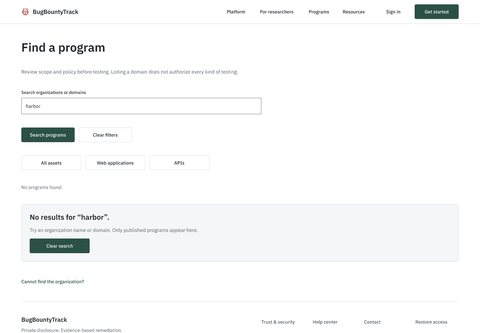 BugBountyTrack
Platform
For researchers
Programs
Resources
Sign in
Get started
Find a program
Review scope and policy before testing. Listing a domain does not authorize every kind of testing.
Search organizations or domains
harbor
Search programs
Clear filters
All assets
Web applications
APIs
No programs found
No results for “harbor”.
Try an organization name or domain. Only published programs appear here.
Clear search
Cannot find the organization?
BugBountyTrack
Trust & security
Help center
Contact
Restore access
Private disclosure. Evidence-based remediation.